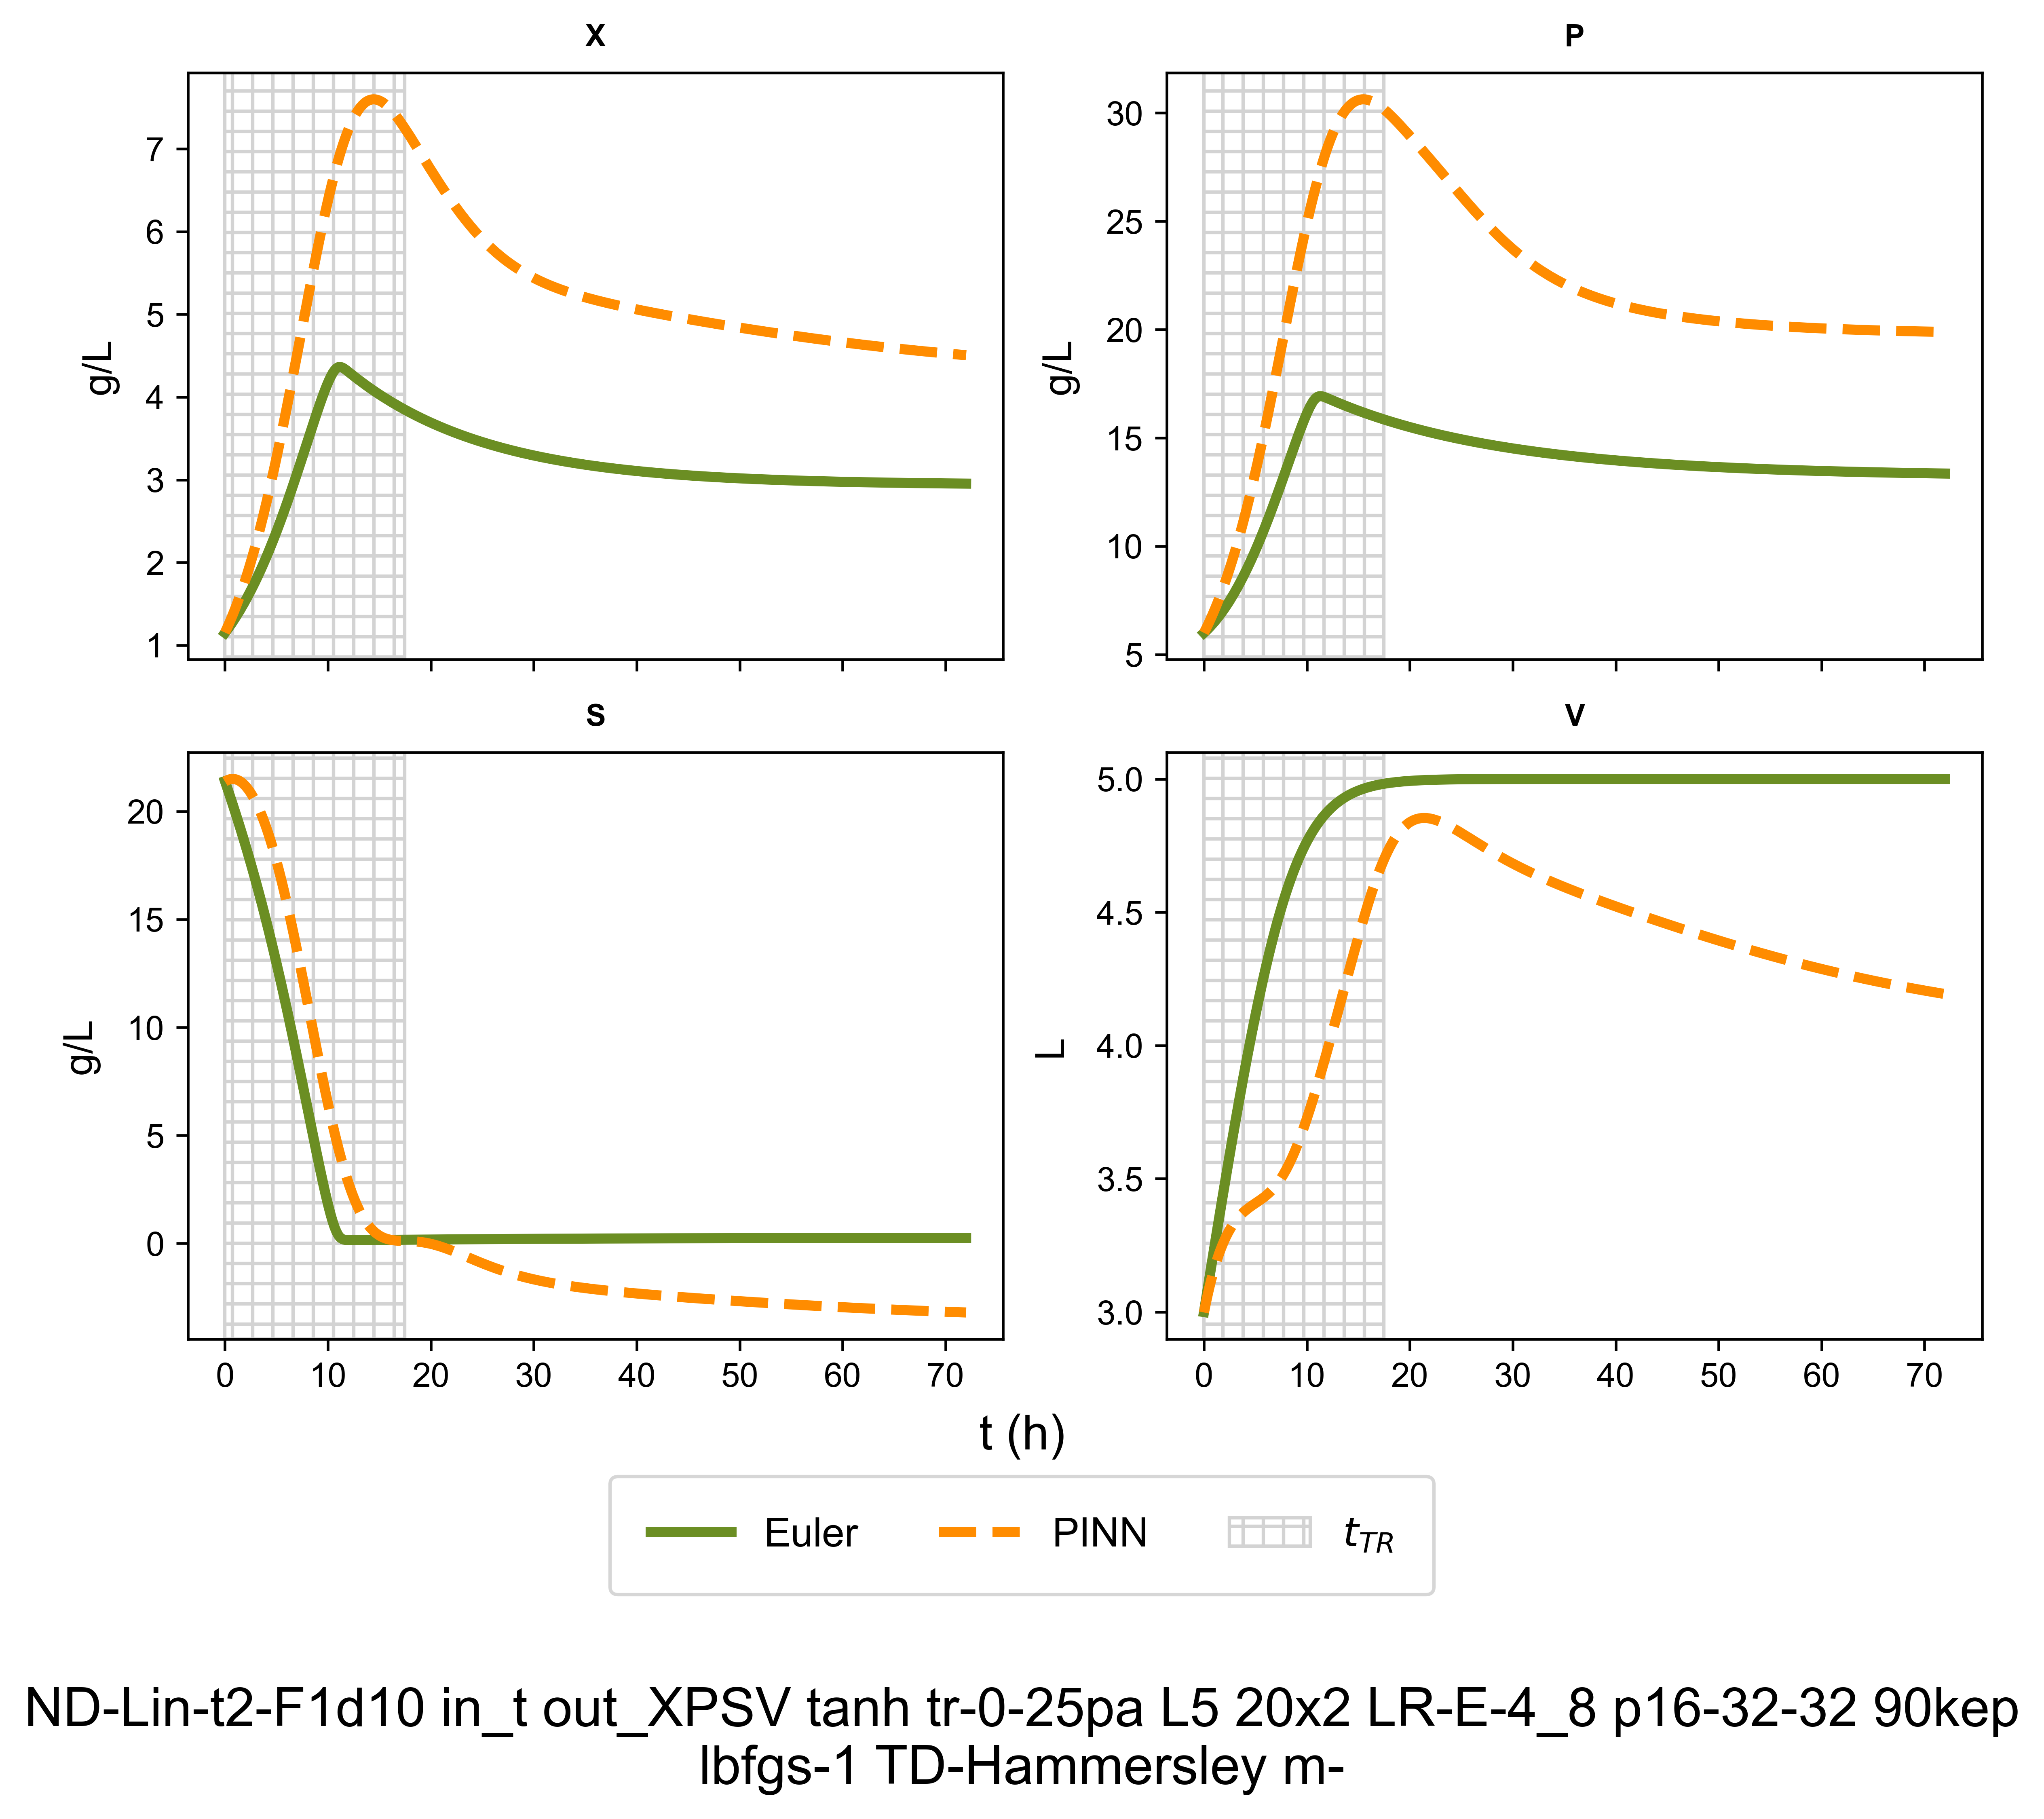 X
P
7
6
5
4
3
2
1
g/L
30
25
20
15
10
5
g/L
S
V
20
15
10
5
0
g/L
0 10 20 30 40 50 60 70
5.0
4.5
4.0
3.5
3.0
L
0 10 20 30 40 50 60 70
t (h)
Euler PINN t_TR
ND-Lin-t2-F1d10 in_t out_XPSV tanh tr-0-25pa L5 20x2 LR-E-4_8 p16-32-32 90kep
lbfgs-1 TD-Hammersley m-